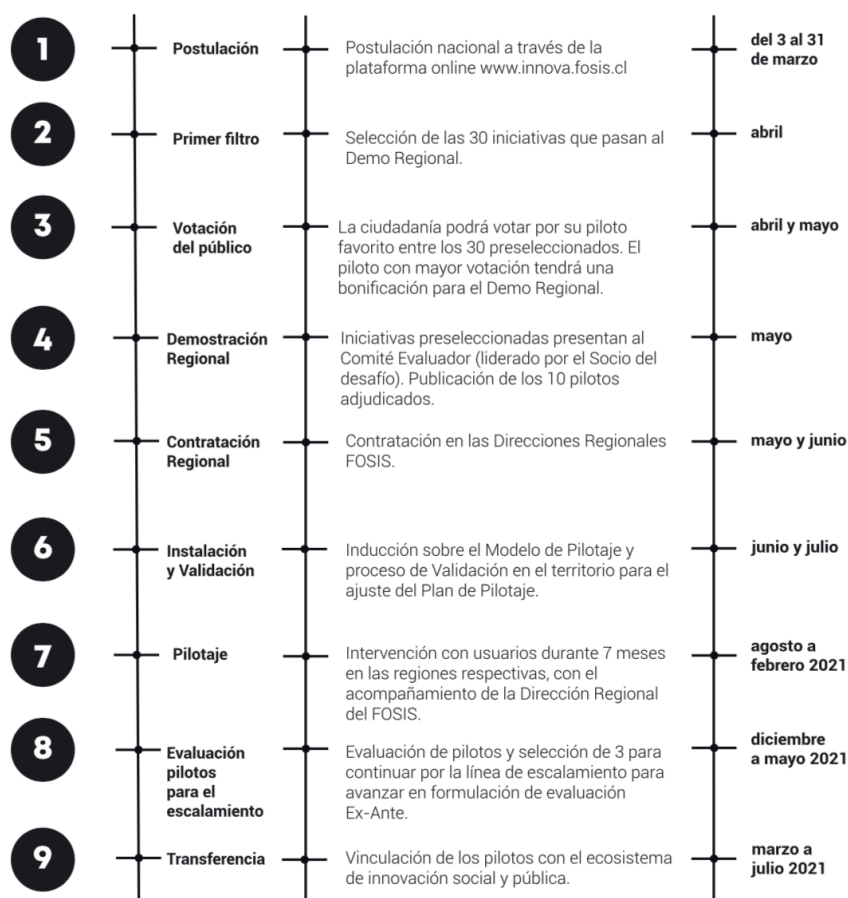 1
Postulación
Postulación nacional a través de la
plataforma online www.innova.fosis.cl
del 3 al 31
de marzo
2
Primer filtro
Selección de las 30 iniciativas que pasan al
Demo Regional.
abril
3
Votación
del público
La ciudadanía podrá votar por su piloto
favorito entre los 30 preseleccionados. El
piloto con mayor votación tendrá una
bonificación para el Demo Regional.
abril y mayo
4
Demostración
Regional
Iniciativas preseleccionadas presentan al
Comité Evaluador (liderado por el Socio del
desafío). Publicación de los 10 pilotos
adjudicados.
mayo
5
Contratación
Regional
Contratación en las Direcciones Regionales
FOSIS.
mayo y junio
6
Instalación
y Validación
Inducción sobre el Modelo de Pilotaje y
proceso de Validación en el territorio para el
ajuste del Plan de Pilotaje.
junio y julio
7
Pilotaje
Intervención con usuarios durante 7 meses
en las regiones respectivas, con el
acompañamiento de la Dirección Regional
del FOSIS.
agosto a
febrero 2021
8
Evaluación
pilotos
para el
escalamiento
Evaluación de pilotos y selección de 3 para
continuar por la línea de escalamiento para
avanzar en formulación de evaluación
Ex-Ante.
diciembre
a mayo 2021
9
Transferencia
Vinculación de los pilotos con el ecosistema
de innovación social y pública.
marzo a
julio 2021